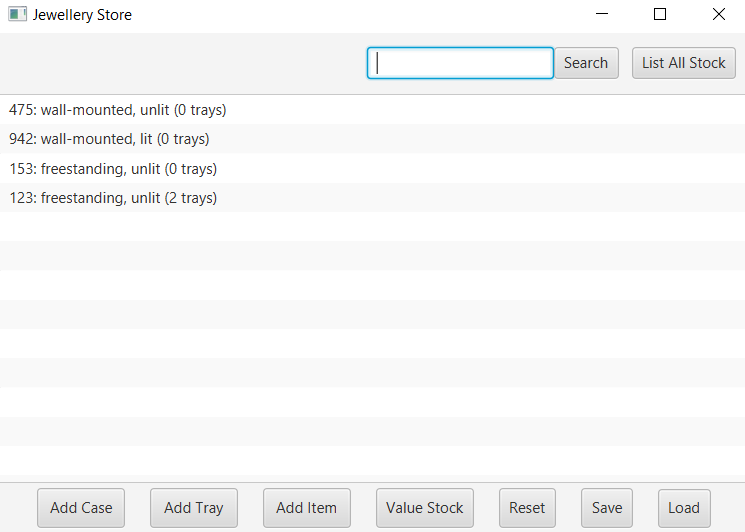 Jewellery Store
Search List All Stock
475: wall-mounted, unlit (0 trays)
942: wall-mounted, lit (0 trays)
153: freestanding, unlit (0 trays)
123: freestanding, unlit (2 trays)
Add Case Add Tray Add Item Value Stock Reset Save Load